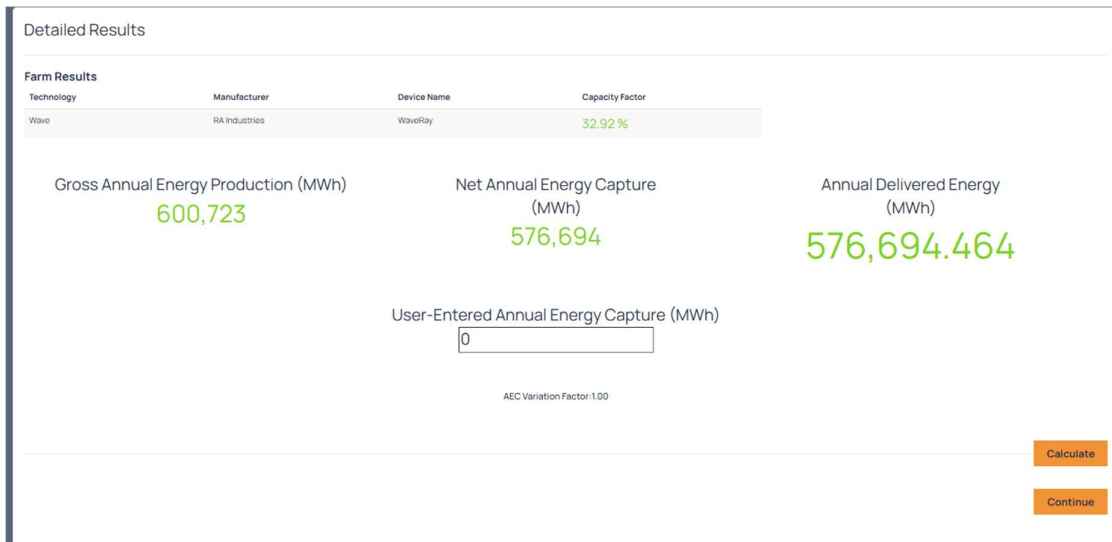 Detailed Results
Farm Results
Technology Manufacturer Device Name Capacity Factor
Wave RA Industries WaveRay 32.92 %
Gross Annual Energy Production (MWh)
600,723
Net Annual Energy Capture
(MWh)
576,694
Annual Delivered Energy
(MWh)
576,694.464
User-Entered Annual Energy Capture (MWh)
0
AEC Variation Factor:1.00
Calculate
Continue